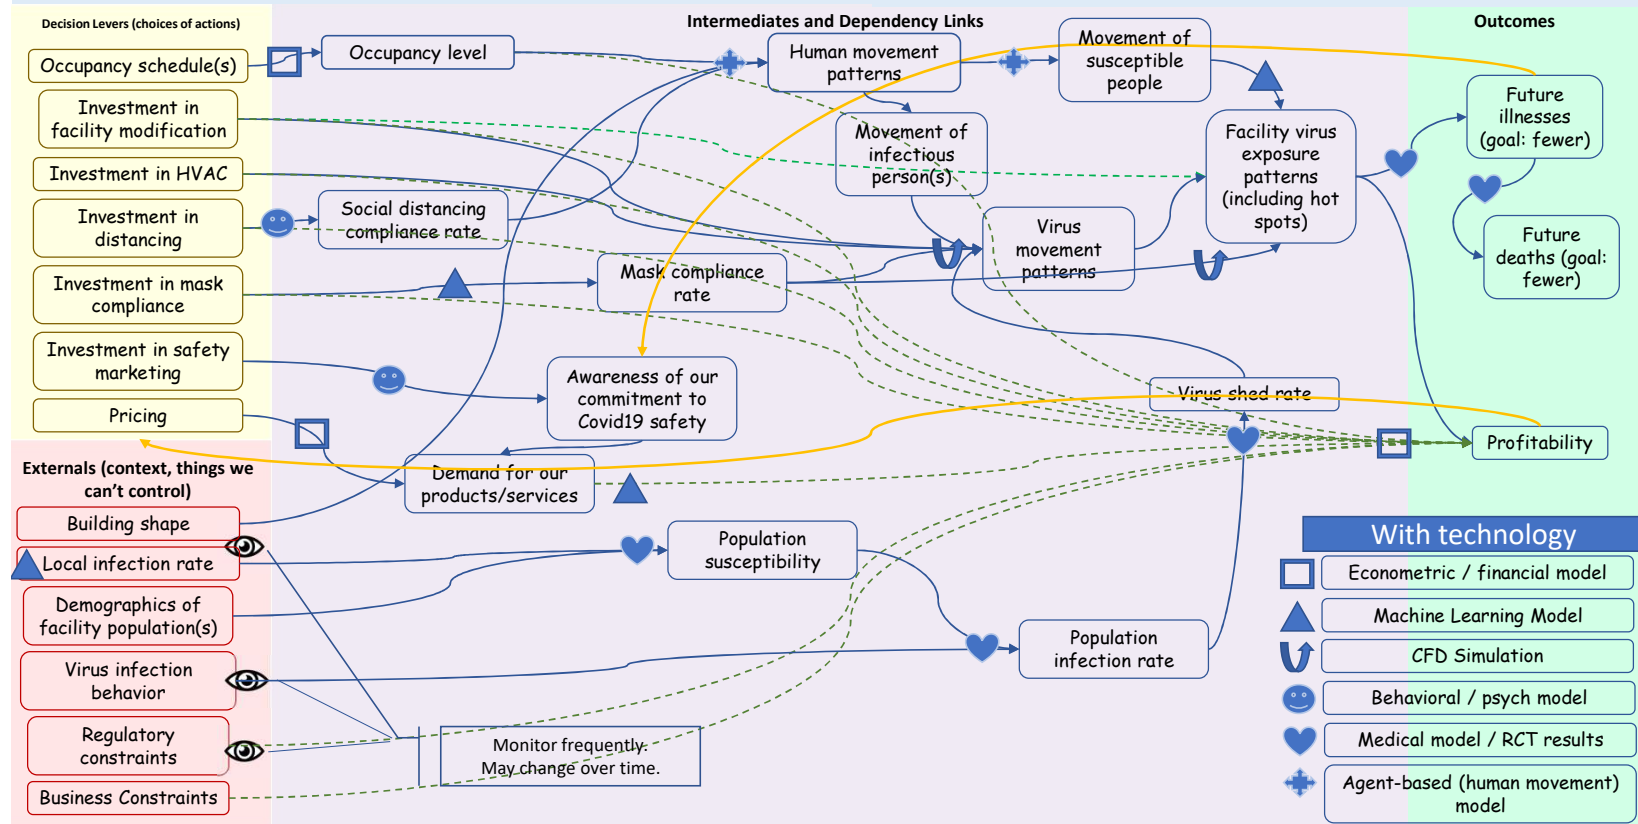 Decision Levers (choices of actions)
Occupancy schedule(s)
Investment in
facility modification
Investment in HVAC
Investment in
distancing
Investment in mask
compliance
Investment in safety
marketing
Pricing
Externals (context, things we
can't control)
Building shape
Local infection rate
Demographics of
facility population(s)
Virus infection
behavior
Regulatory
constraints
Business Constraints
Intermediates and Dependency Links
Occupancy level
Human movement
patterns
Movement of
susceptible
people
Movement of
infectious
person(s)
Social distancing
compliance rate
Mask compliance
rate
Virus
movement
patterns
Facility virus
exposure
patterns
(including hot
spots)
Awareness of our
commitment to
Covid19 safety
Virus shed rate
Demand for our
products/services
Population
susceptibility
Population
infection rate
Monitor frequently.
May change over time.
Outcomes
Future
illnesses
(goal: fewer)
Future
deaths (goal:
fewer)
Profitability
With technology
Econometric / financial model
Machine Learning Model
CFD Simulation
Behavioral / psych model
Medical model / RCT results
Agent-based (human movement)
model